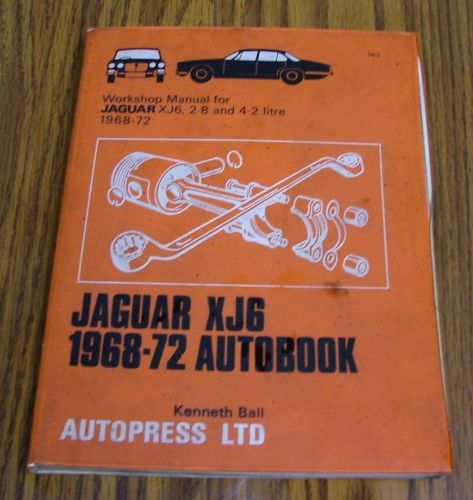 963
Workshop Manual for
JAGUAR XJ6, 2·8 and 4·2 litre
1968-72
JAGUAR XJ6
1968-72 AUTOBOOK
Kenneth Ball
AUTOPRESS LTD